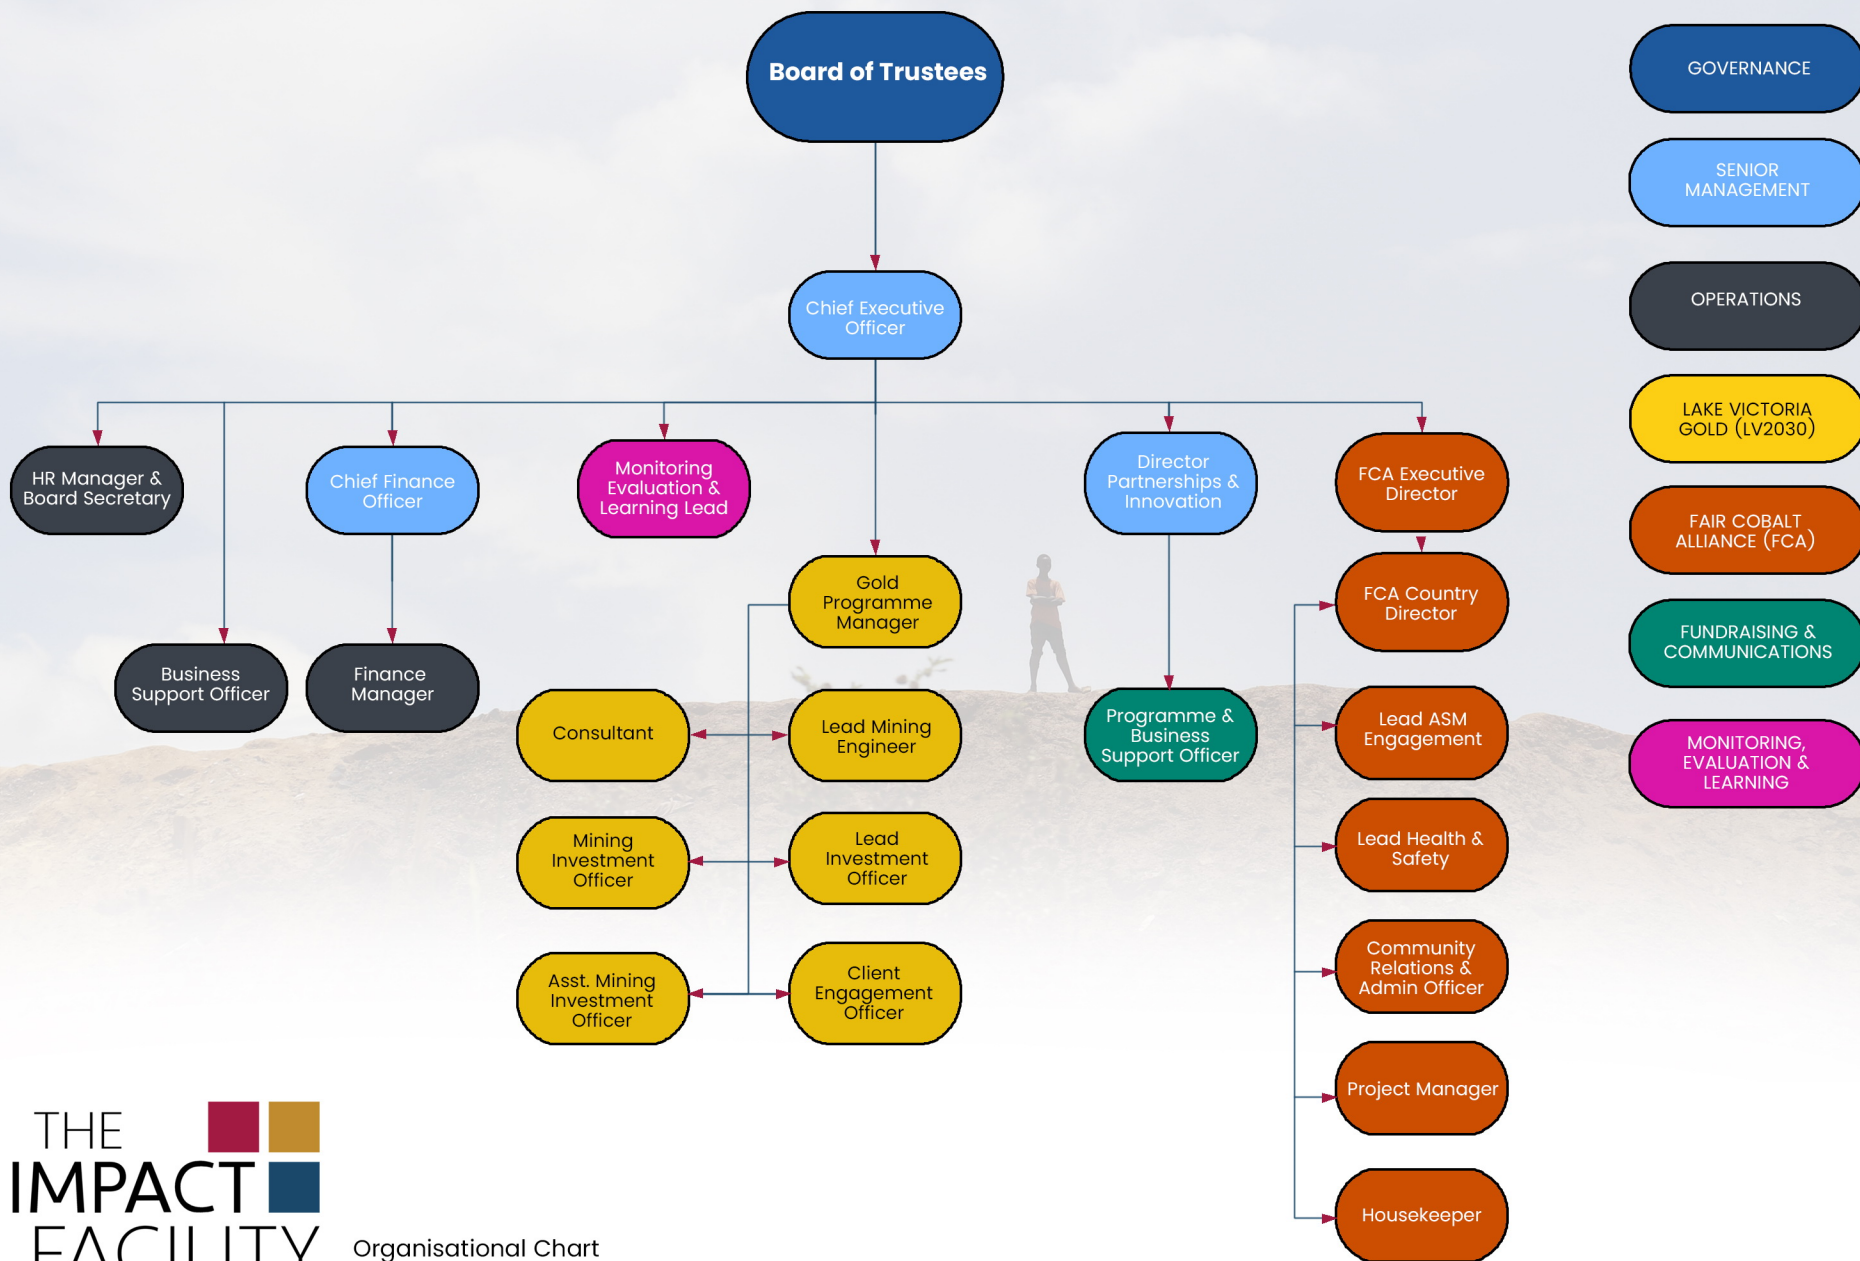 Board of Trustees
Chief Executive
Officer
HR Manager &
Board Secretary
Chief Finance
Officer
Monitoring
Evaluation &
Learning Lead
Director
Partnerships &
Innovation
FCA Executive
Director
Business
Support Officer
Finance
Manager
Gold
Programme
Manager
FCA Country
Director
Consultant
Lead Mining
Engineer
Programme &
Business
Support Officer
Lead ASM
Engagement
Mining
Investment
Officer
Lead
Investment
Officer
Lead Health &
Safety
Asst. Mining
Investment
Officer
Client
Engagement
Officer
Community
Relations &
Admin Officer
Project Manager
Housekeeper
GOVERNANCE
SENIOR
MANAGEMENT
OPERATIONS
LAKE VICTORIA
GOLD (LV2030)
FAIR COBALT
ALLIANCE (FCA)
FUNDRAISING &
COMMUNICATIONS
MONITORING,
EVALUATION &
LEARNING
THE
IMPACT
FACILITY
Organisational Chart